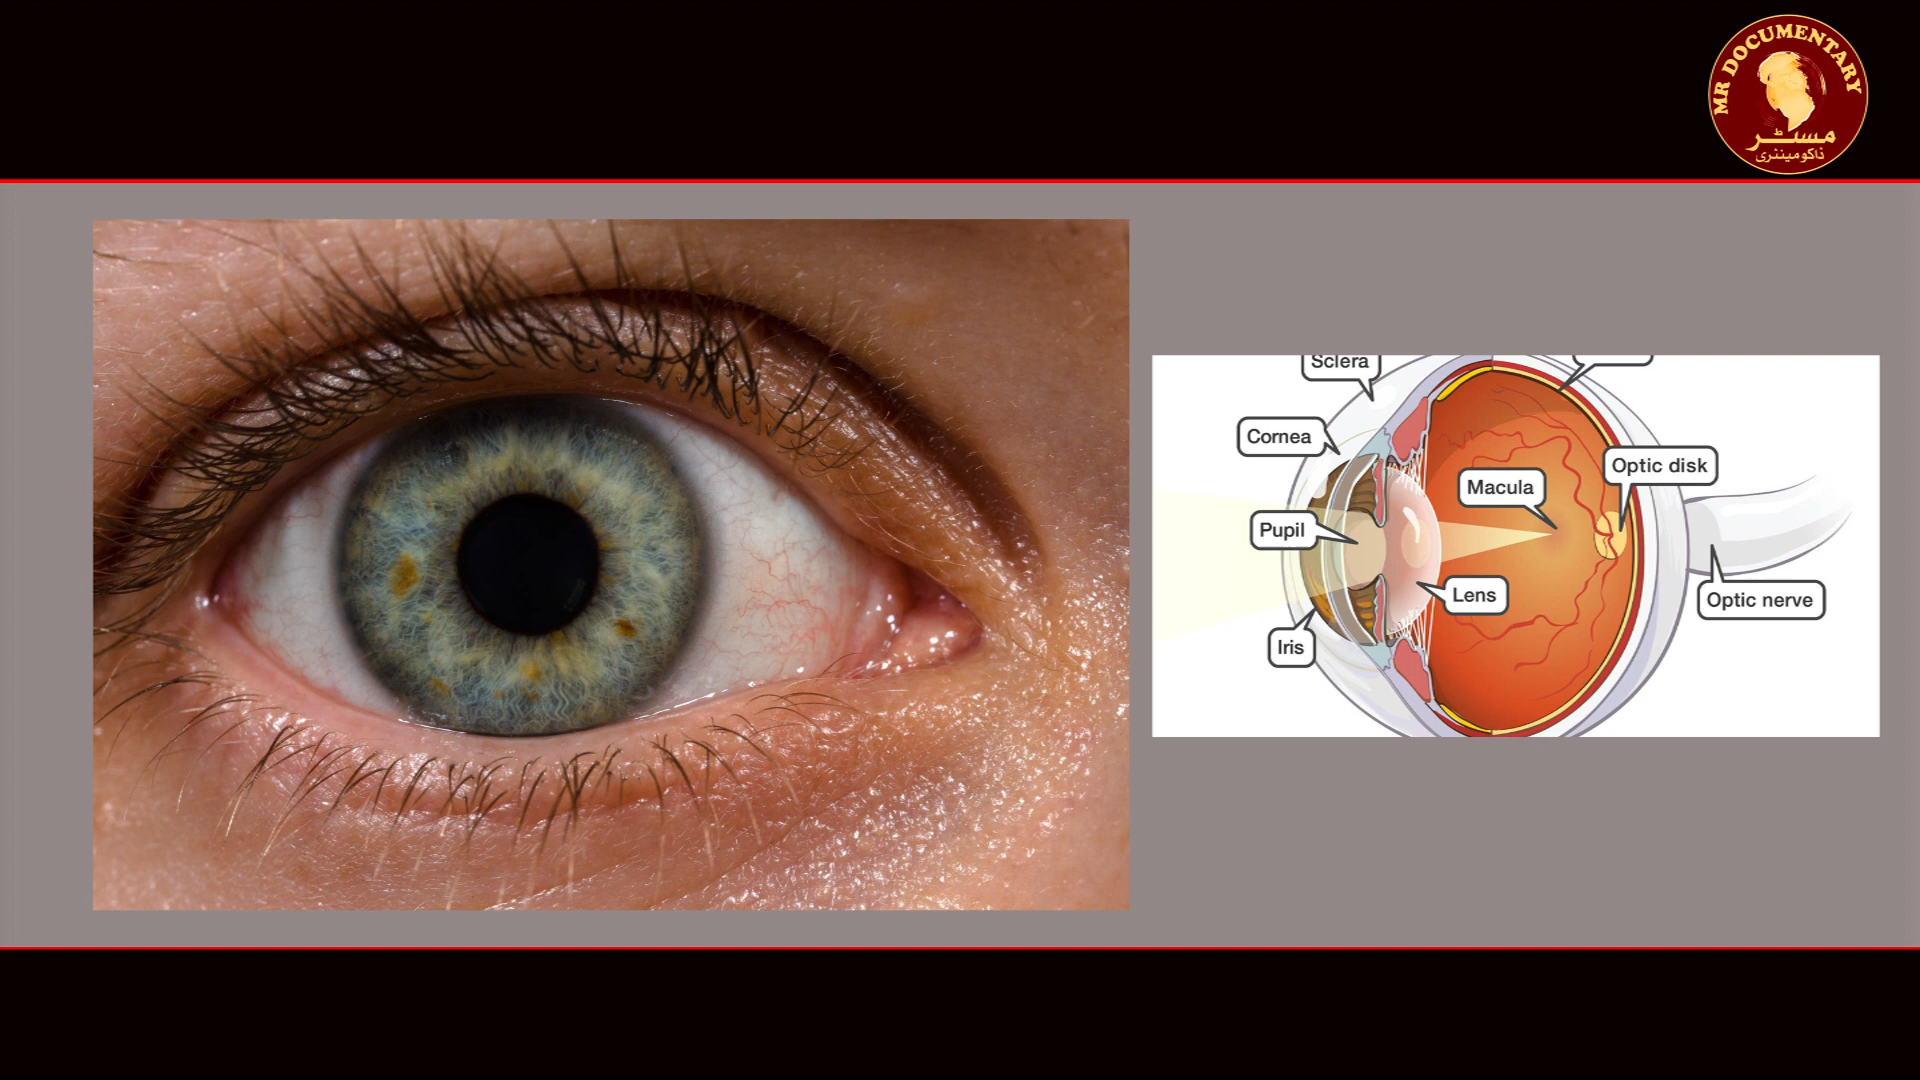 MR DOCUMENTARY
مسٹر
ڈاکومینٹری
Sclera
Cornea
Optic disk
Macula
Pupil
Lens
Optic nerve
Iris